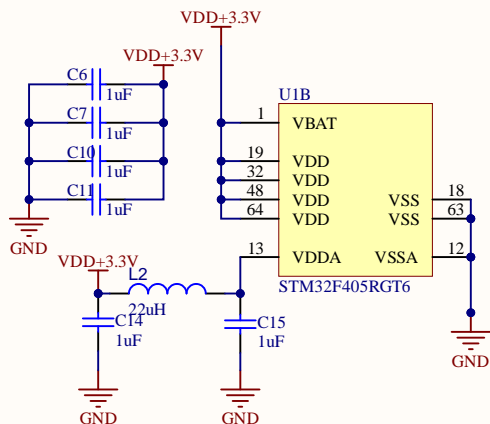 VDD+3.3V
VDD+3.3V
C6
1uF
C7
1uF
C10
1uF
C11
1uF
GND
U1B
1 VBAT
19 VDD
32 VDD
48 VDD VSS 18
64 VDD VSS 63
13 VDDA VSSA 12
STM32F405RGT6
VDD+3.3V
L2
22uH
C14
1uF
C15
1uF
GND
GND
GND